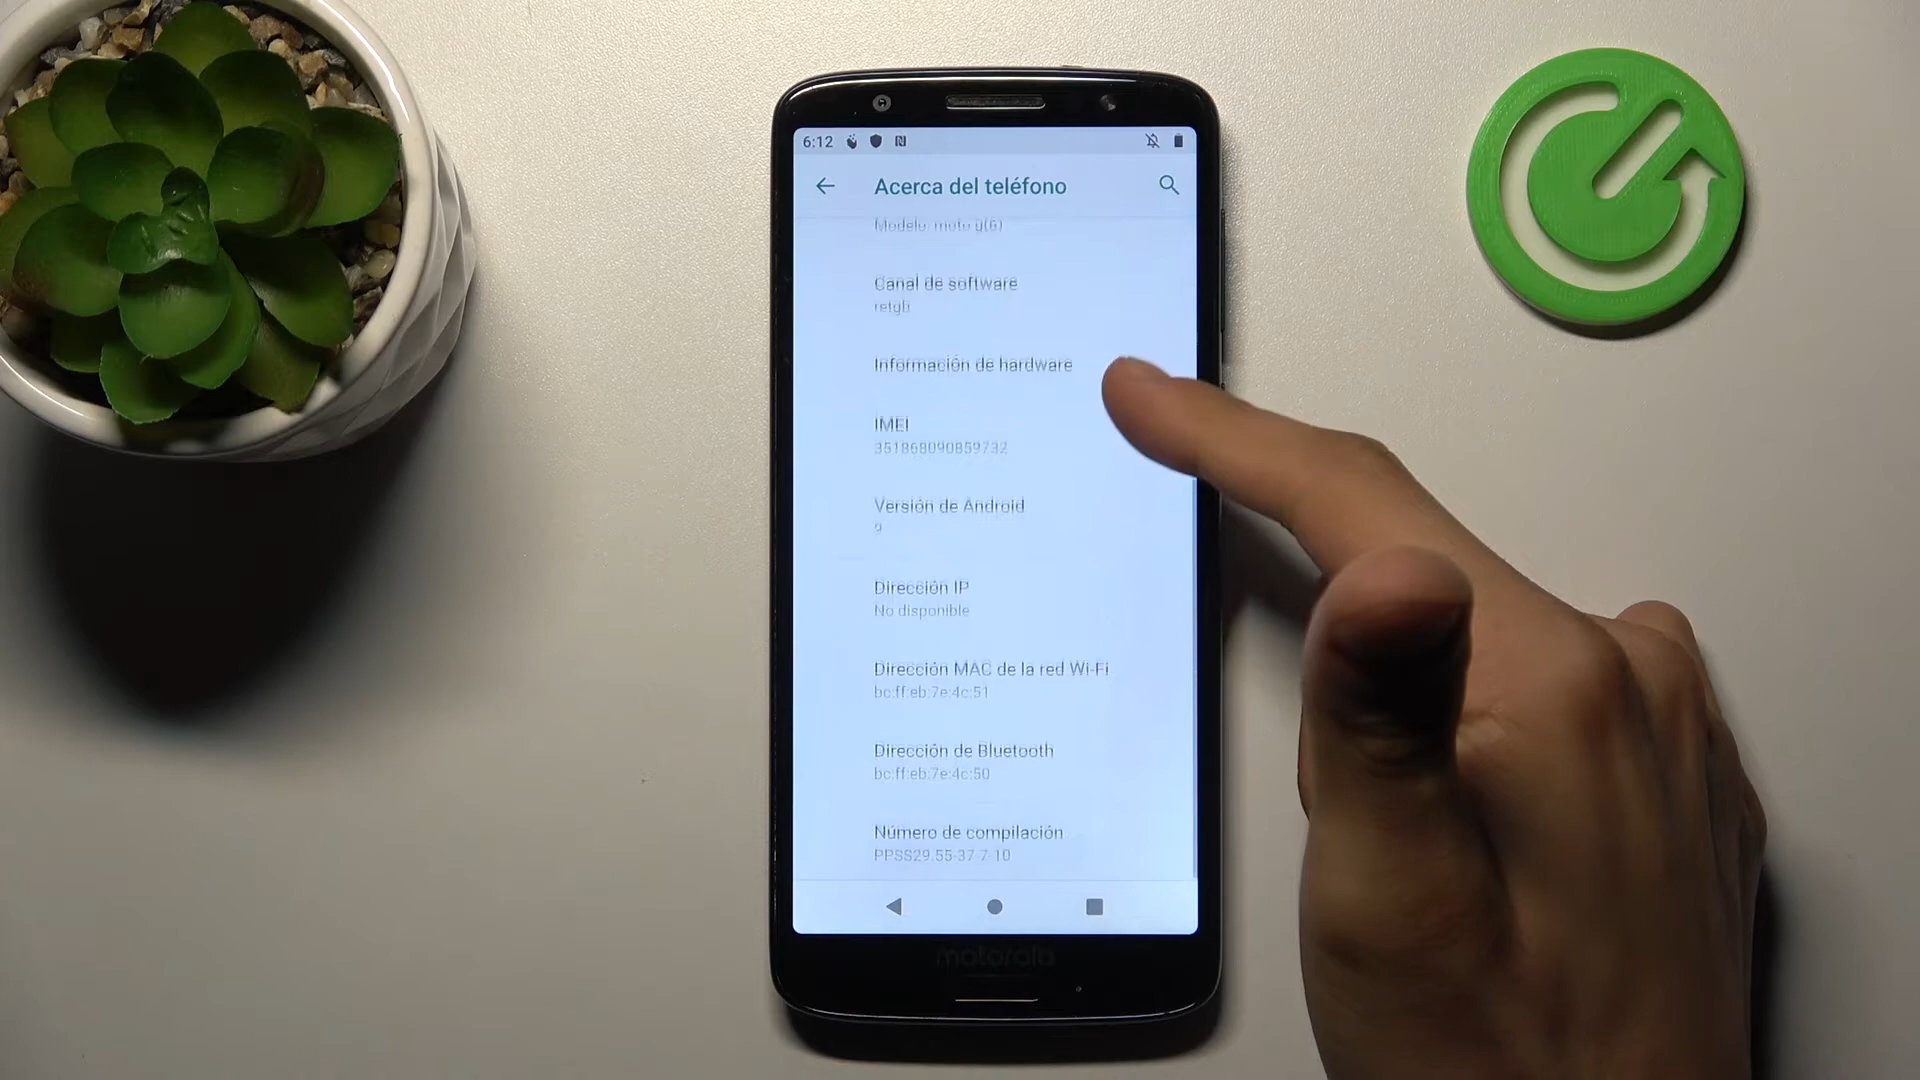 6:12
Acerca del teléfono
Modelo: moto g(6)
Canal de software
retgb
Información de hardware
IMEI
351868090859732
Versión de Android
9
Dirección IP
No disponible
Dirección MAC de la red Wi-Fi
bc:ff:eb:7e:4c:51
Dirección de Bluetooth
bc:ff:eb:7e:4c:50
Número de compilación
PPSS29.55-37-7-10
motorola